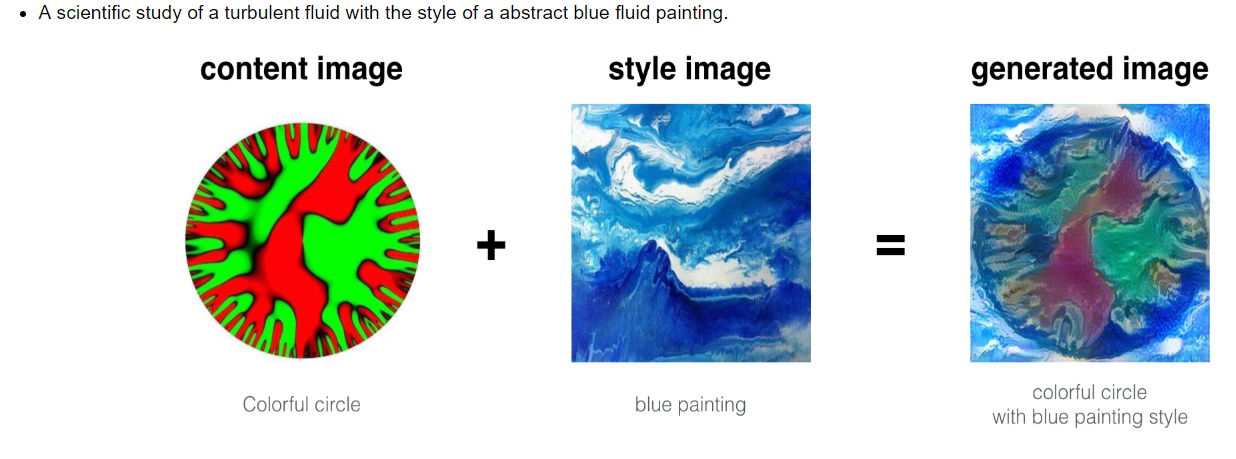 • A scientific study of a turbulent fluid with the style of a abstract blue fluid painting.
content image
style image
generated image
+
=
Colorful circle
blue painting
colorful circle
with blue painting style